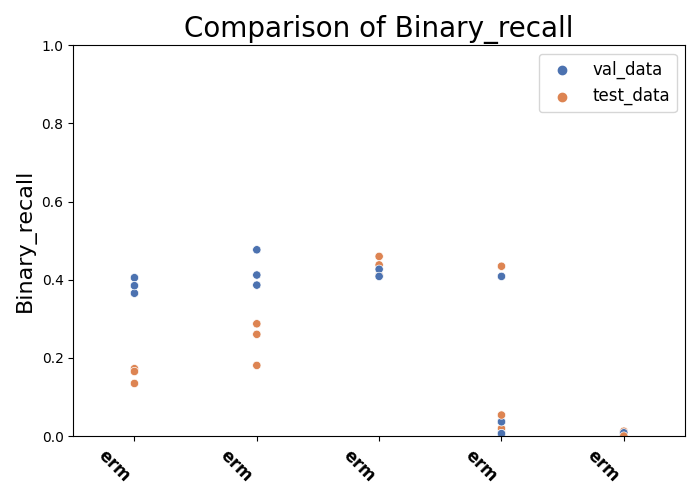 Comparison of Binary_recall
1.0
0.8
0.6
0.4
0.2
0.0
Binary_recall
val_data
test_data
erm
erm
erm
erm
erm